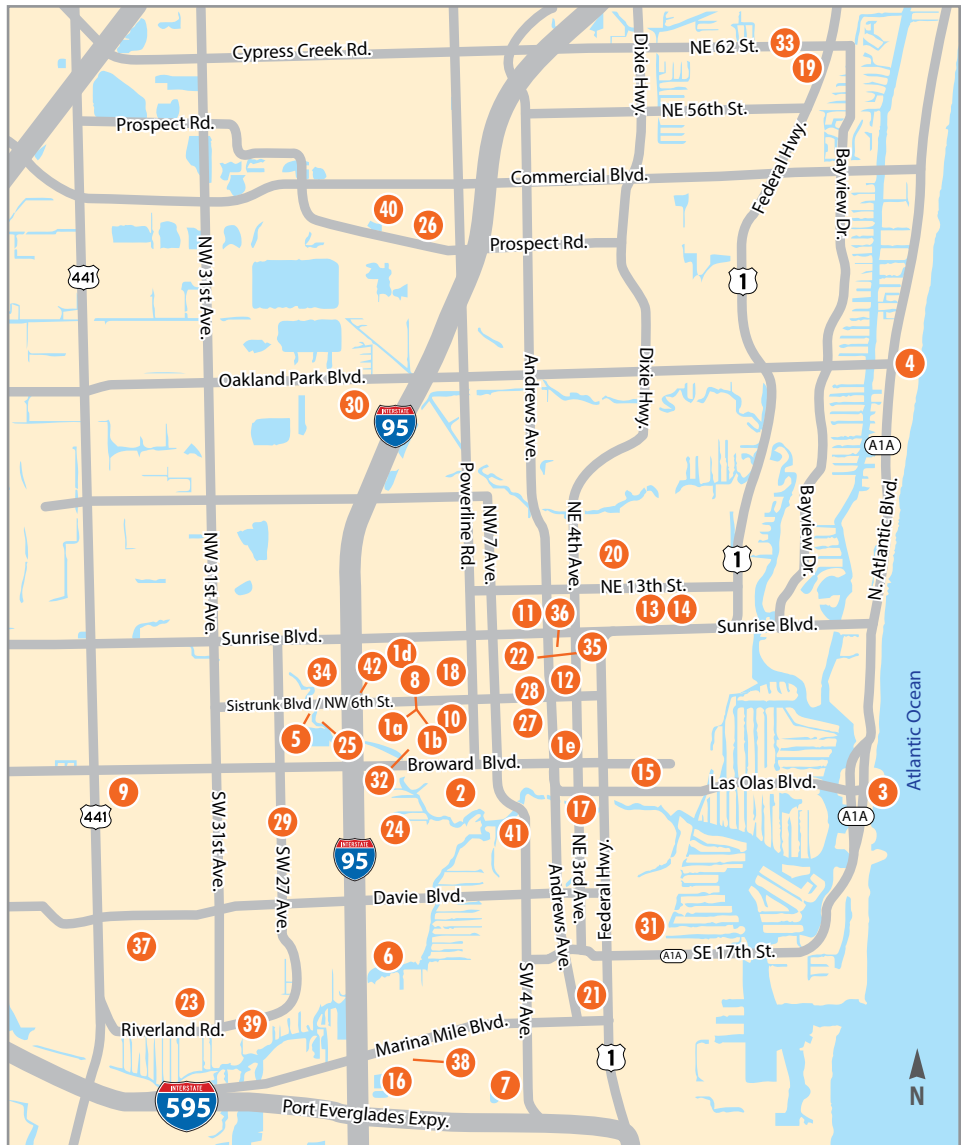 Cypress Creek Rd.
Dixie Hwy.
NE 62 St.
33
19
NE 56th St.
Prospect Rd.
Federal Hwy.
Bayview Dr.
Commercial Blvd.
40
26
Prospect Rd.
NW 31st Ave.
441
1
Andrews Ave.
Dixie Hwy.
4
Oakland Park Blvd.
30
INTERSTATE
95
A1A
N. Atlantic Blvd.
Powerline Rd.
NW 7 Ave.
NE 4th Ave.
Bayview Dr.
NW 31st Ave.
20
1
NE 13th St.
11
36
13
14
Sunrise Blvd.
Sunrise Blvd.
34
42
1d
8
18
22
35
12
28
Sistrunk Blvd / NW 6th St.
5
25
1a
1b
10
27
1e
Atlantic Ocean
Broward Blvd.
32
2
15
Las Olas Blvd.
3
9
441
SW 31st Ave.
29
SW 27 Ave.
24
41
17
A1A
INTERSTATE
95
NE 3rd Ave.
Federal Hwy.
Andrews Ave.
Davie Blvd.
37
6
31
A1A
SE 17th St.
SW 4 Ave.
23
39
21
Riverland Rd.
Marina Mile Blvd.
38
16
7
1
N
INTERSTATE
595
Port Everglades Expy.